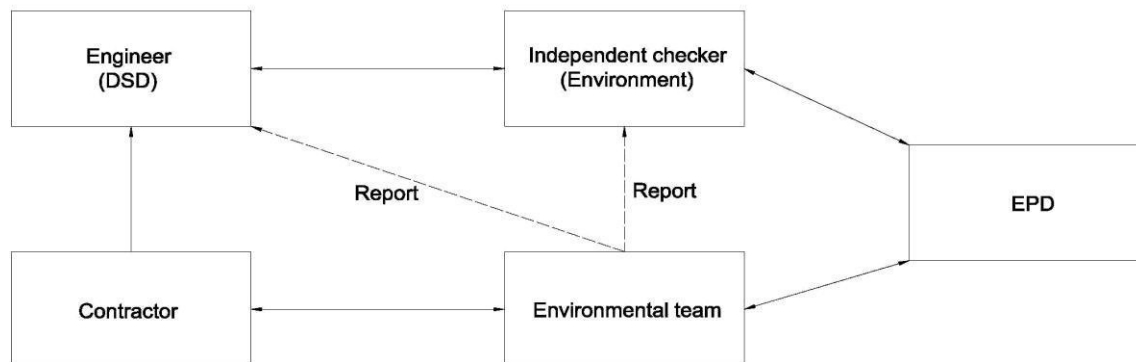 Engineer
(DSD)
Independent checker
(Environment)
Report
Report
EPD
Contractor
Environmental team